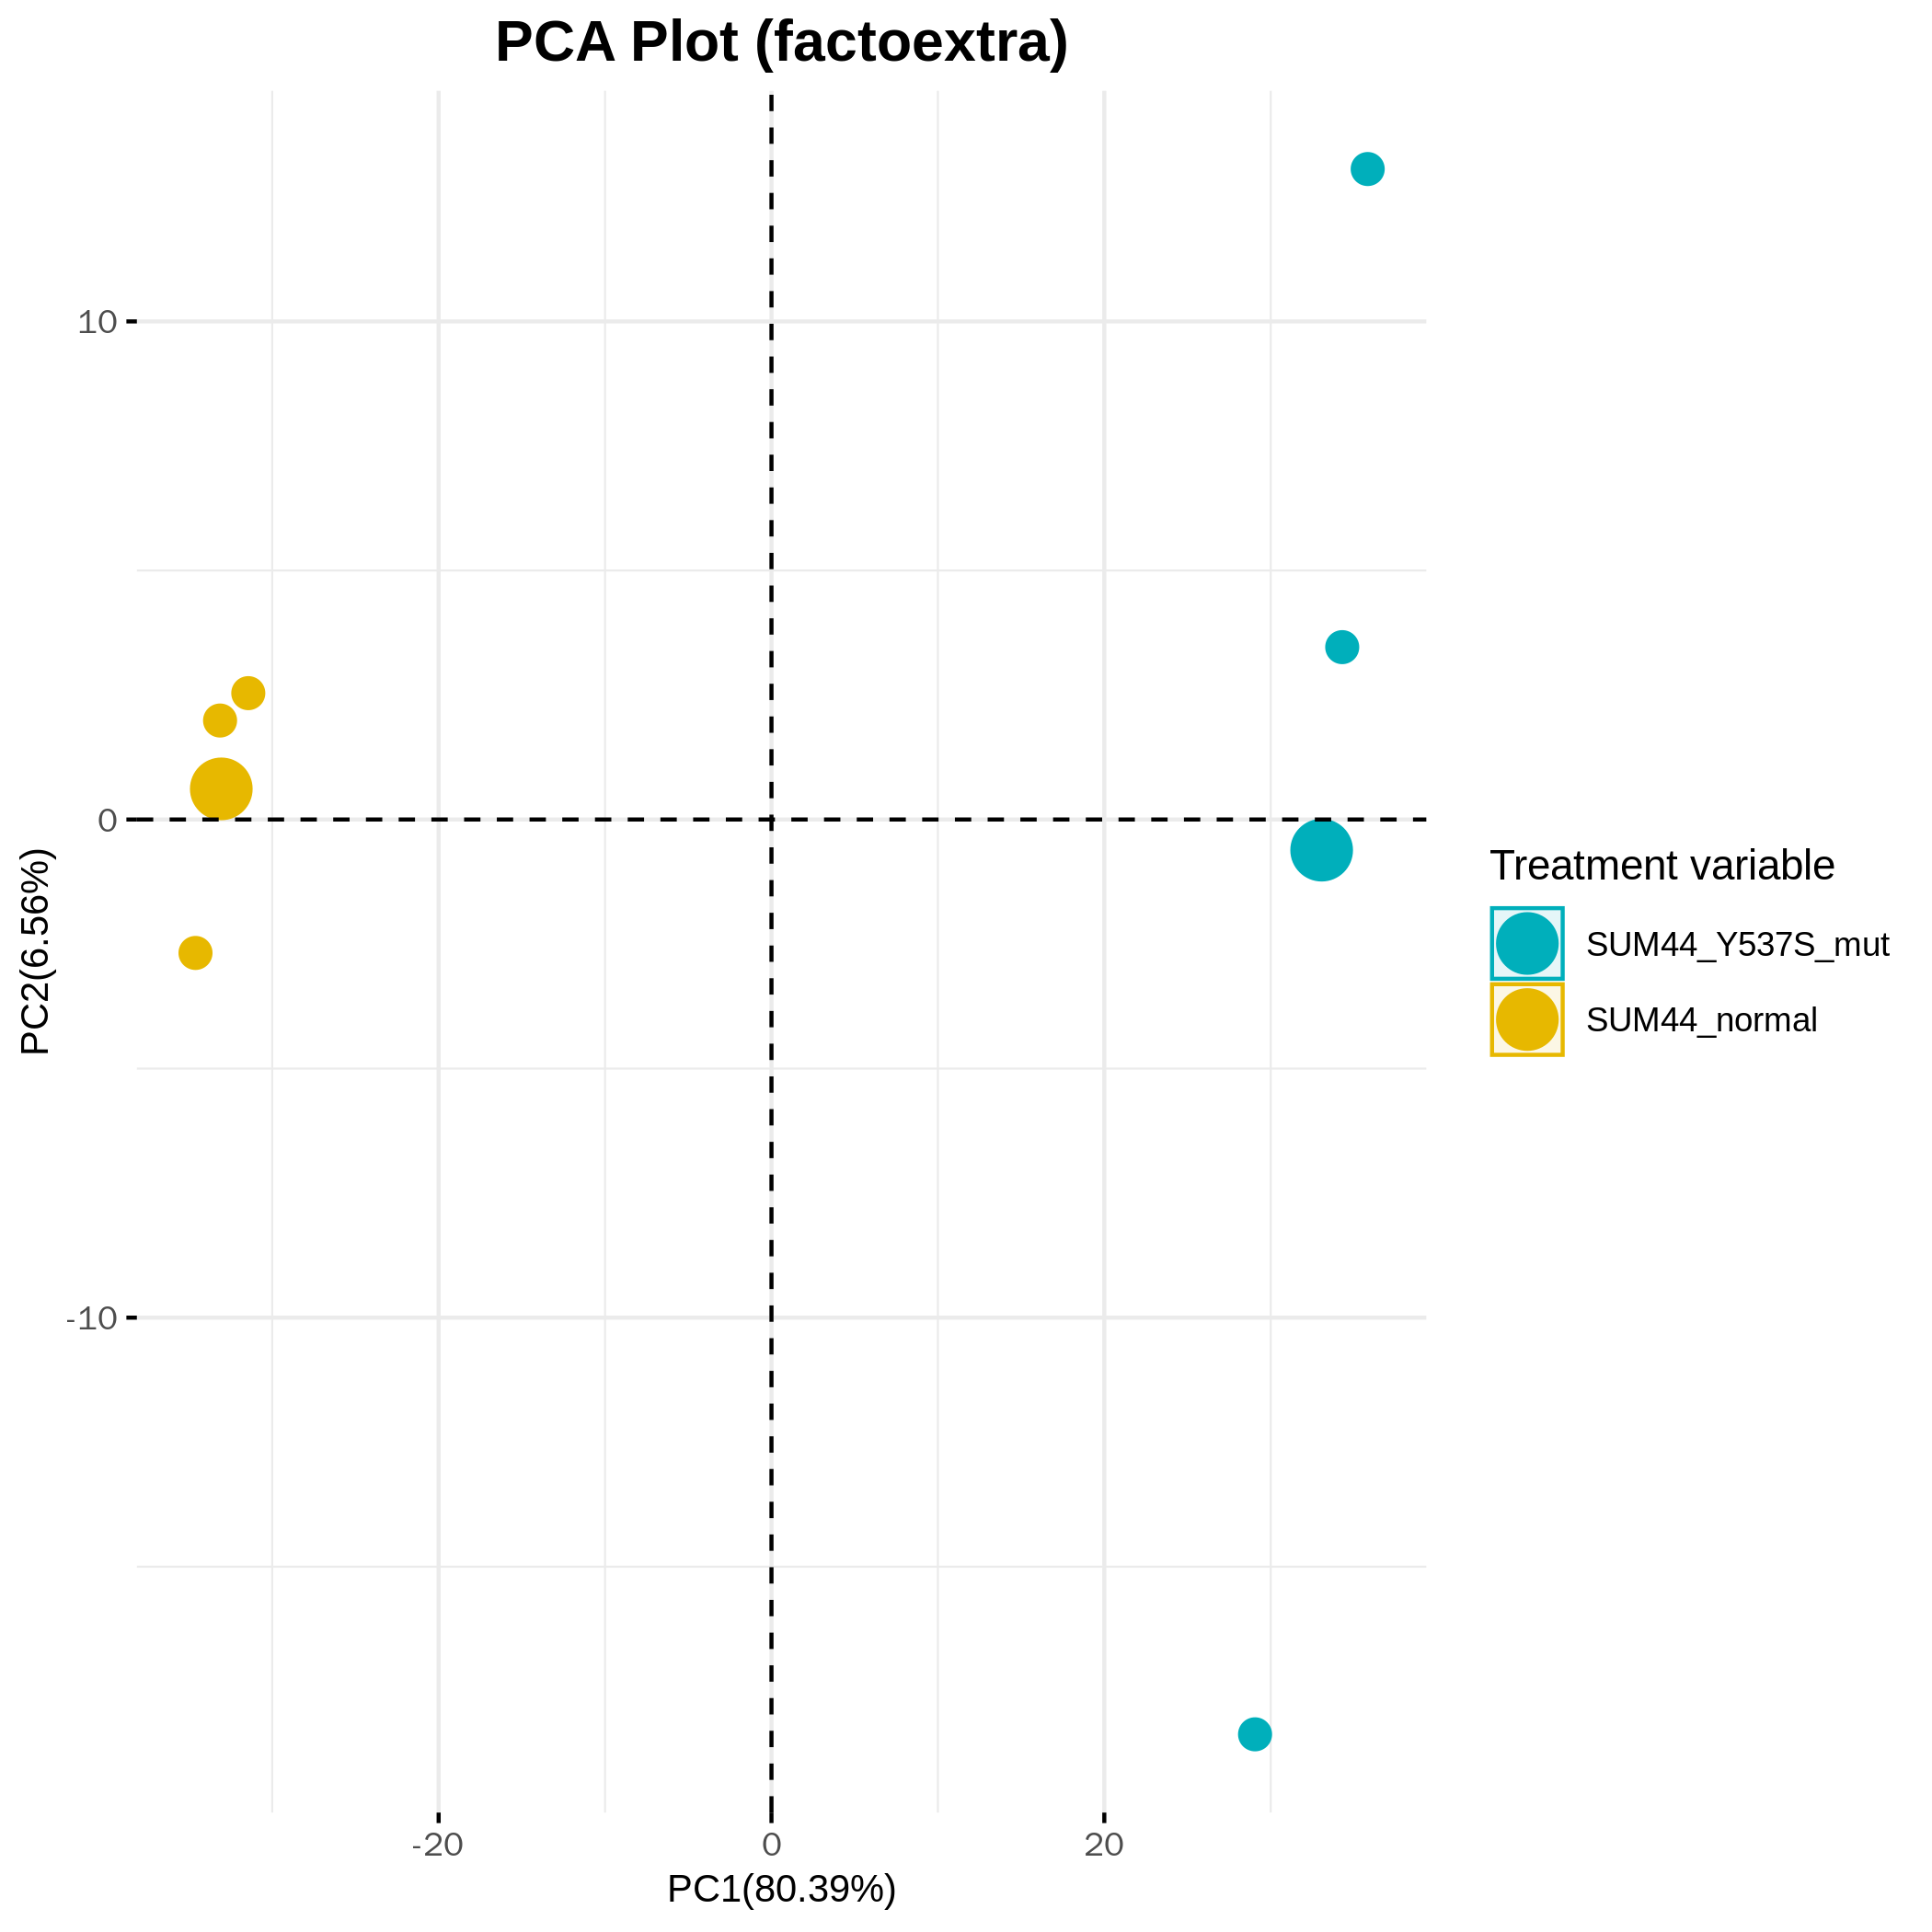 PCA Plot (factoextra)
10
0
-10
PC2(6.56%)
-20
0
20
PC1(80.39%)
Treatment variable
SUM44_Y537S_mut
SUM44_normal